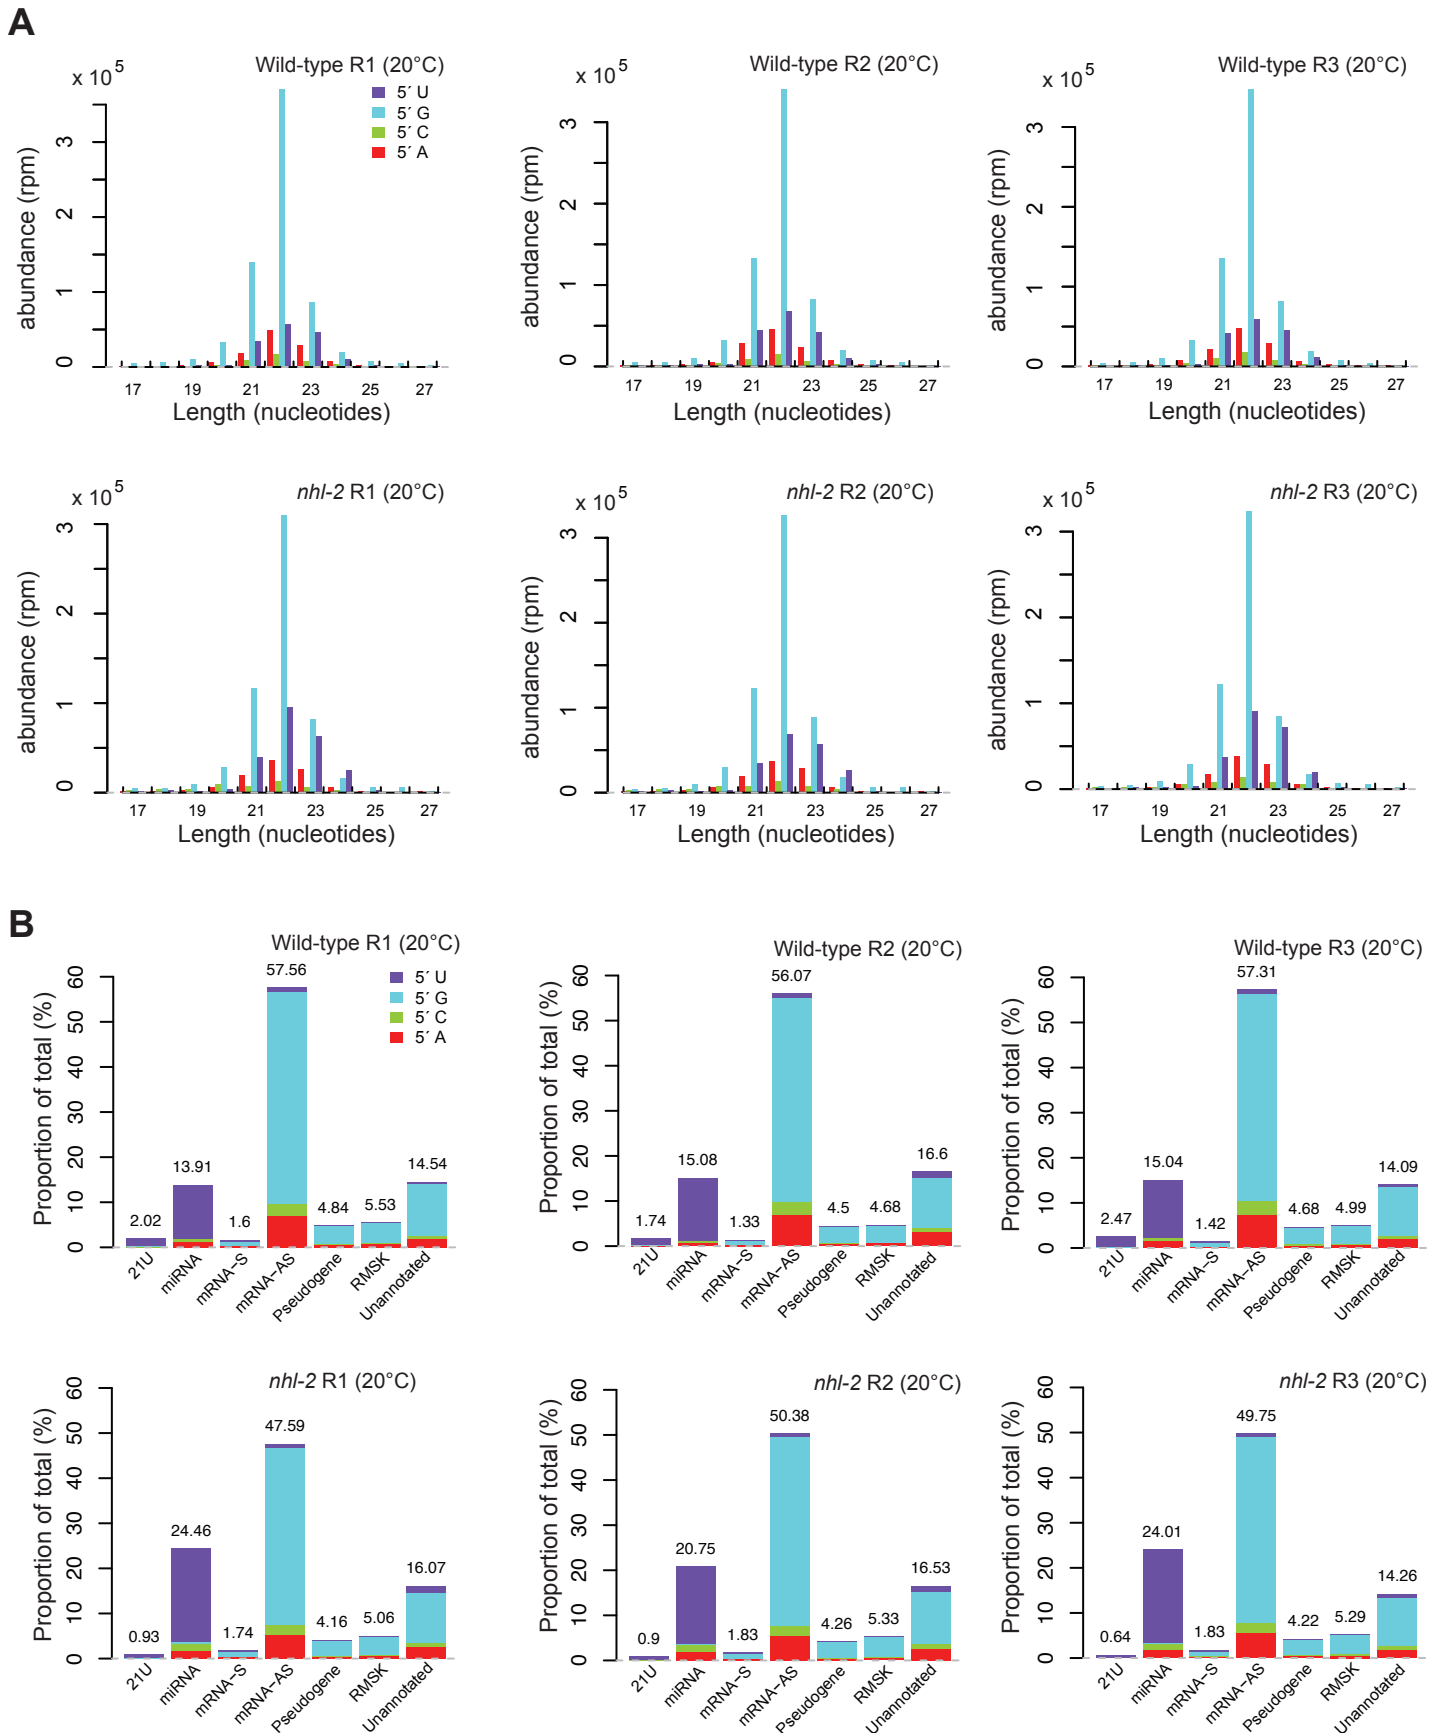 A
Wild-type R1 (20°C)
x 10⁵
5′ U
5′ G
5′ C
5′ A
abundance (rpm)
0 1 2 3
17 19 21 23 25 27
Length (nucleotides)
Wild-type R2 (20°C)
x 10⁵
abundance (rpm)
0 1 2 3
17 19 21 23 25 27
Length (nucleotides)
Wild-type R3 (20°C)
x 10⁵
abundance (rpm)
0 1 2 3
17 19 21 23 25 27
Length (nucleotides)
nhl-2 R1 (20°C)
x 10⁵
abundance (rpm)
0 1 2 3
17 19 21 23 25 27
Length (nucleotides)
nhl-2 R2 (20°C)
x 10⁵
abundance (rpm)
0 1 2 3
17 19 21 23 25 27
Length (nucleotides)
nhl-2 R3 (20°C)
x 10⁵
abundance (rpm)
0 1 2 3
17 19 21 23 25 27
Length (nucleotides)
B
Wild-type R1 (20°C)
5′ U
5′ G
5′ C
5′ A
Proportion of total (%)
0 10 20 30 40 50 60
2.02 13.91 1.6 57.56 4.84 5.53 14.54
21U miRNA mRNA−S mRNA−AS Pseudogene RMSK Unannotated
Wild-type R2 (20°C)
Proportion of total (%)
0 10 20 30 40 50 60
1.74 15.08 1.33 56.07 4.5 4.68 16.6
21U miRNA mRNA−S mRNA−AS Pseudogene RMSK Unannotated
Wild-type R3 (20°C)
Proportion of total (%)
0 10 20 30 40 50 60
2.47 15.04 1.42 57.31 4.68 4.99 14.09
21U miRNA mRNA−S mRNA−AS Pseudogene RMSK Unannotated
nhl-2 R1 (20°C)
Proportion of total (%)
0 10 20 30 40 50 60
0.93 24.46 1.74 47.59 4.16 5.06 16.07
21U miRNA mRNA−S mRNA−AS Pseudogene RMSK Unannotated
nhl-2 R2 (20°C)
Proportion of total (%)
0 10 20 30 40 50 60
0.9 20.75 1.83 50.38 4.26 5.33 16.53
21U miRNA mRNA−S mRNA−AS Pseudogene RMSK Unannotated
nhl-2 R3 (20°C)
Proportion of total (%)
0 10 20 30 40 50 60
0.64 24.01 1.83 49.75 4.22 5.29 14.26
21U miRNA mRNA−S mRNA−AS Pseudogene RMSK Unannotated